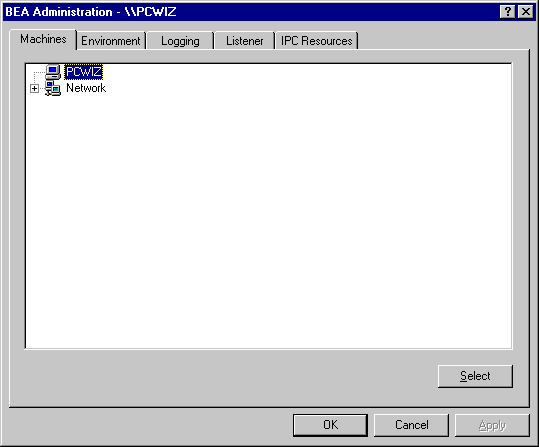 BEA Administration - \\PCWIZ
Machines Environment Logging Listener IPC Resources
PCWIZ
Network
Select
OK Cancel Apply